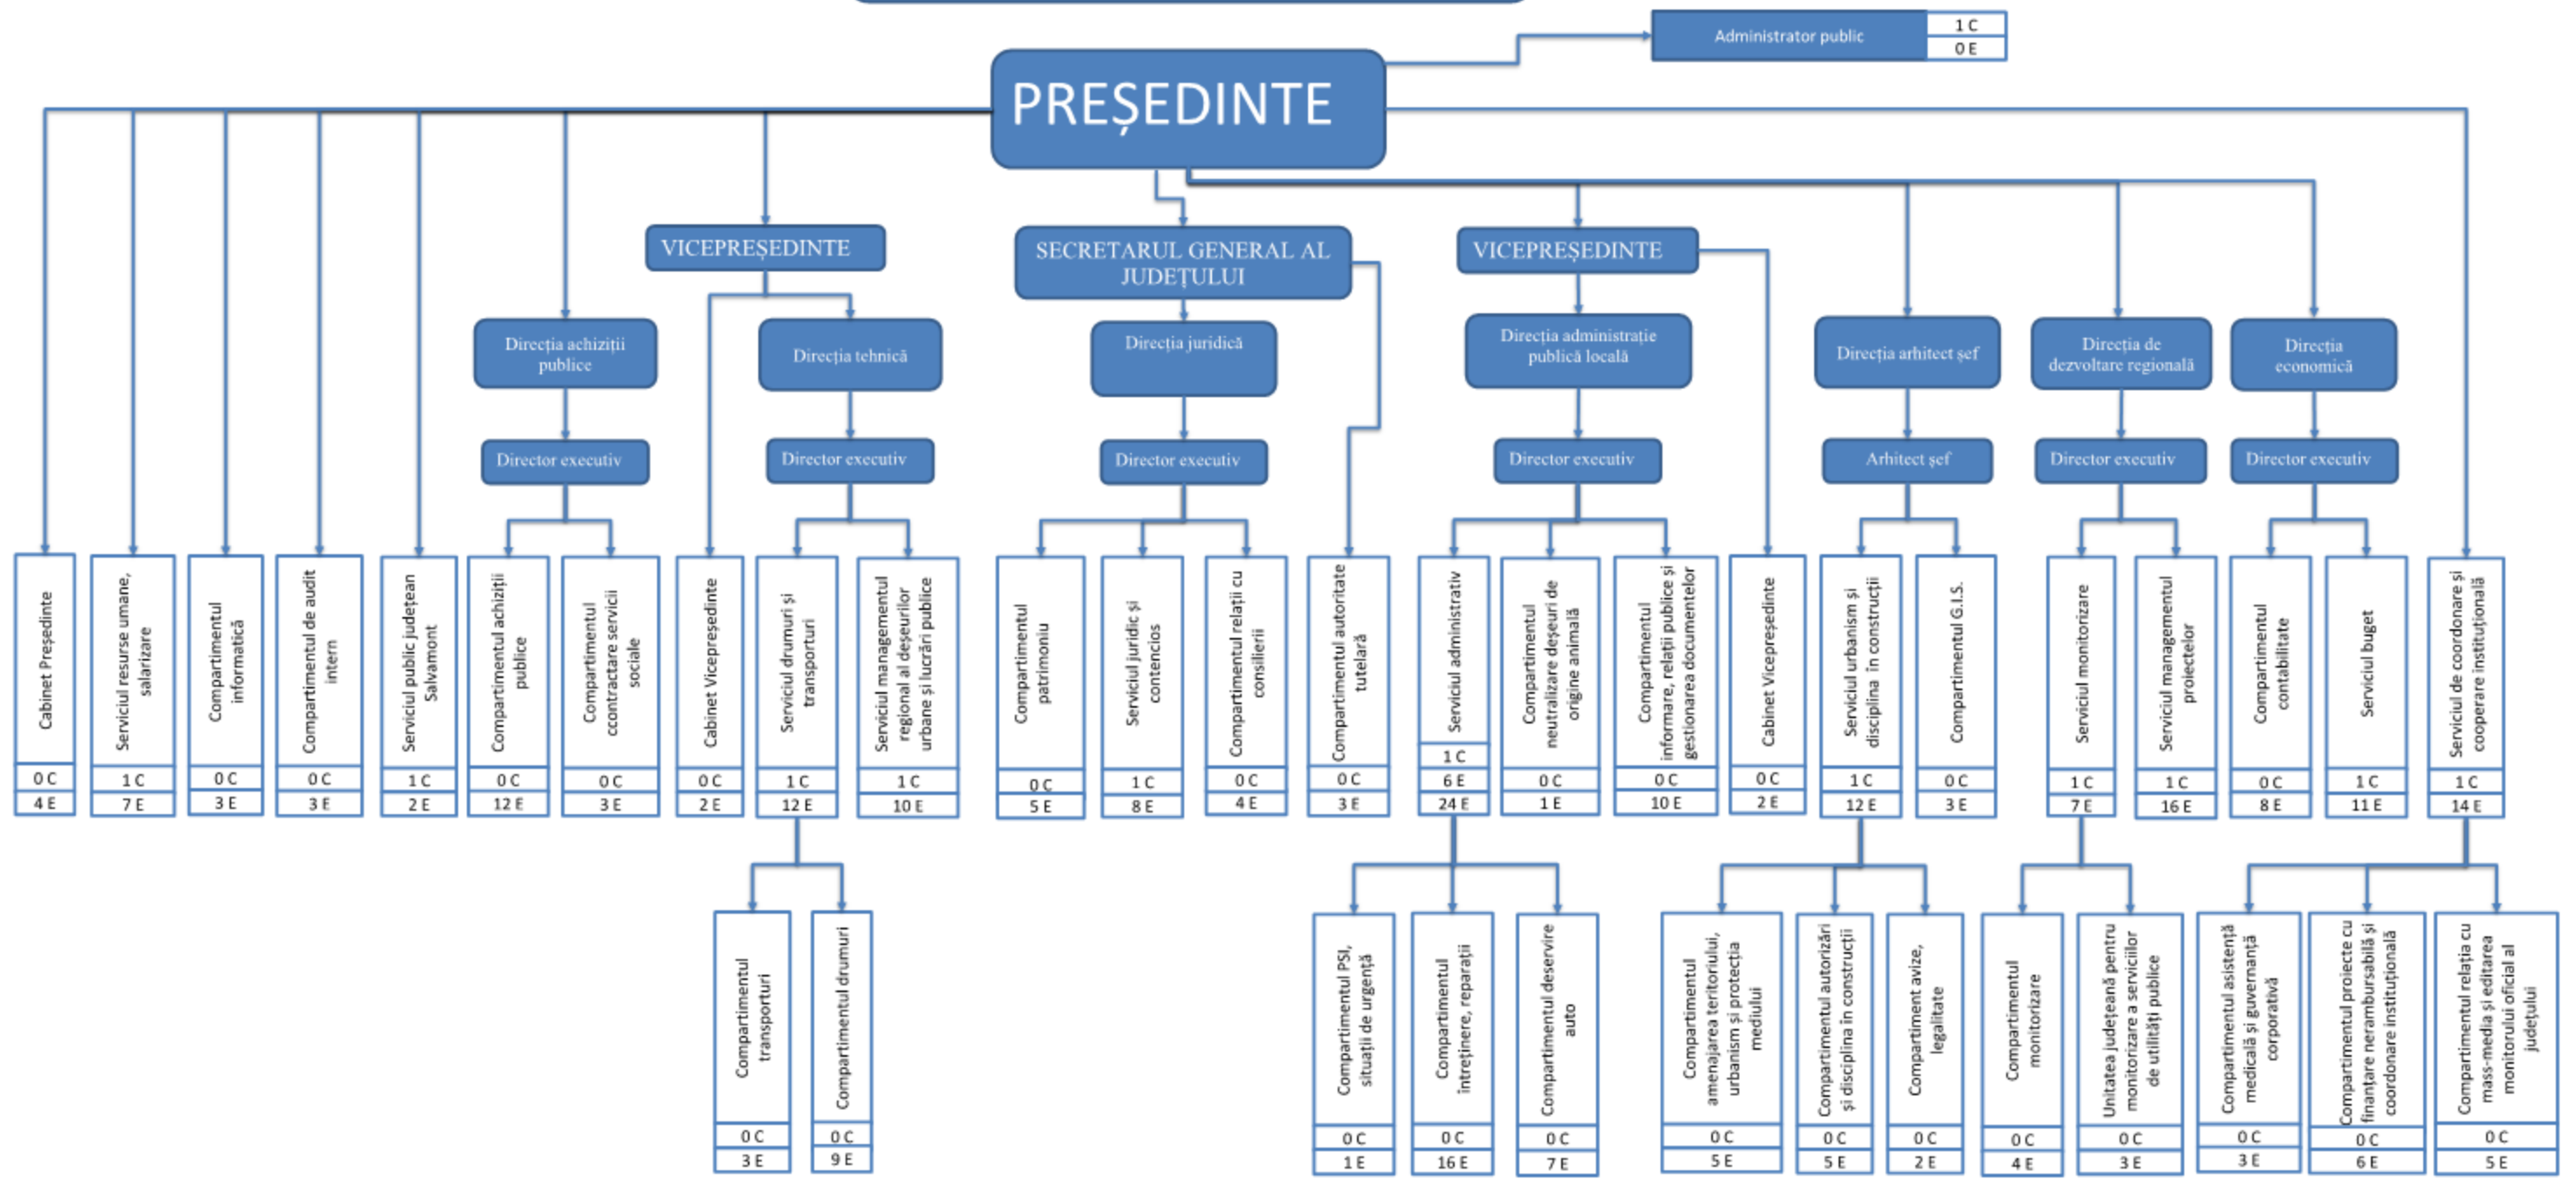 Administrator public
1 C
0 E
PREȘEDINTE
VICEPREȘEDINTE
SECRETARUL GENERAL AL
JUDEȚULUI
VICEPREȘEDINTE
Direcția achiziții
publice
Direcția tehnică
Direcția juridică
Direcția administrație
publică locală
Direcția arhitect șef
Direcția de
dezvoltare regională
Direcția
economică
Director executiv
Director executiv
Director executiv
Director executiv
Arhitect șef
Director executiv
Director executiv
Cabinet Președinte
0 C
4 E
Serviciul resurse umane,
salarizare
1 C
7 E
Compartimentul
informatică
0 C
3 E
Compartimentul de audit
intern
0 C
3 E
Serviciul public județean
Salvamont
1 C
2 E
Compartimentul achiziții
publice
0 C
12 E
Compartimentul
ccontractare servicii
sociale
0 C
3 E
Cabinet Vicepreședinte
0 C
2 E
Serviciul drumuri și
transporturi
1 C
12 E
Serviciul managementul
regional al deșeurilor
urbane și lucrări publice
1 C
10 E
Compartimentul
patrimoniu
0 C
5 E
Serviciul juridic și
contencios
1 C
8 E
Compartimentul relații cu
consilierii
0 C
4 E
Compartimentul autoritate
tutelară
0 C
3 E
Serviciul administrativ
1 C
6 E
24 E
Compartimentul
neutralizare deșeuri de
origine animală
0 C
1 E
Compartimentul
informare, relații publice și
gestionarea documentelor
0 C
10 E
Cabinet Vicepreședinte
0 C
2 E
Serviciul urbanism și
disciplina în construcții
1 C
12 E
Compartimentul G.I.S.
0 C
3 E
Serviciul monitorizare
1 C
7 E
Serviciul managementul
proiectelor
1 C
16 E
Compartimentul
contabilitate
0 C
8 E
Serviciul buget
1 C
11 E
Serviciul de coordonare și
cooperare instituțională
1 C
14 E
Compartimentul
transporturi
0 C
3 E
Compartimentul drumuri
0 C
9 E
Compartimentul PSI,
situații de urgență
0 C
1 E
Compartimentul
întreținere, reparații
0 C
16 E
Compartimentul deservire
auto
0 C
7 E
Compartimentul
amenajarea teritoriului,
urbanism și protecția
mediului
0 C
5 E
Compartimentul autorizări
și disciplina in construcții
0 C
5 E
Compartiment avize,
legalitate
0 C
2 E
Compartimentul
monitorizare
0 C
4 E
Unitatea județeană pentru
monitorizare a serviciilor
de utilități publice
0 C
3 E
Compartimentul asistență
medicală și guvernanță
corporativă
0 C
3 E
Compartimentul proiecte cu
finanțare nerambursabilă și
coordonare instituțională
0 C
6 E
Compartimentul relația cu
mass-media și editarea
monitorului oficial al
județului
0 C
5 E